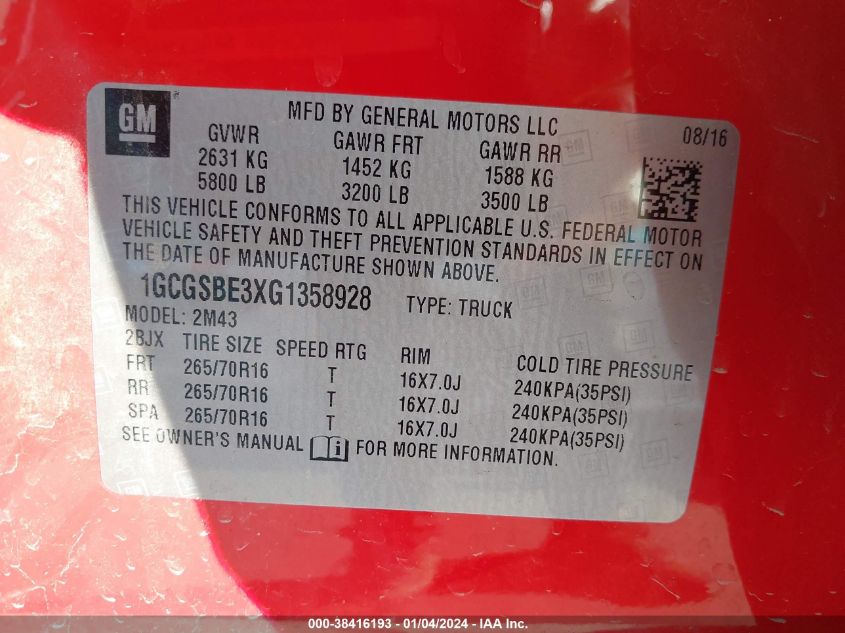 GM
MFD BY GENERAL MOTORS LLC 08/16
GVWR GAWR FRT GAWR RR
2631 KG 1452 KG 1588 KG
5800 LB 3200 LB 3500 LB
THIS VEHICLE CONFORMS TO ALL APPLICABLE U.S. FEDERAL MOTOR
VEHICLE SAFETY AND THEFT PREVENTION STANDARDS IN EFFECT ON
THE DATE OF MANUFACTURE SHOWN ABOVE.
1GCGSBE3XG1358928 TYPE: TRUCK
MODEL: 2M43
2BJX TIRE SIZE SPEED RTG RIM COLD TIRE PRESSURE
FRT 265/70R16 T 16X7.0J 240KPA(35PSI)
RR 265/70R16 T 16X7.0J 240KPA(35PSI)
SPA 265/70R16 T 16X7.0J 240KPA(35PSI)
SEE OWNER'S MANUAL i FOR MORE INFORMATION.
000-38416193 - 01/04/2024 - IAA Inc.